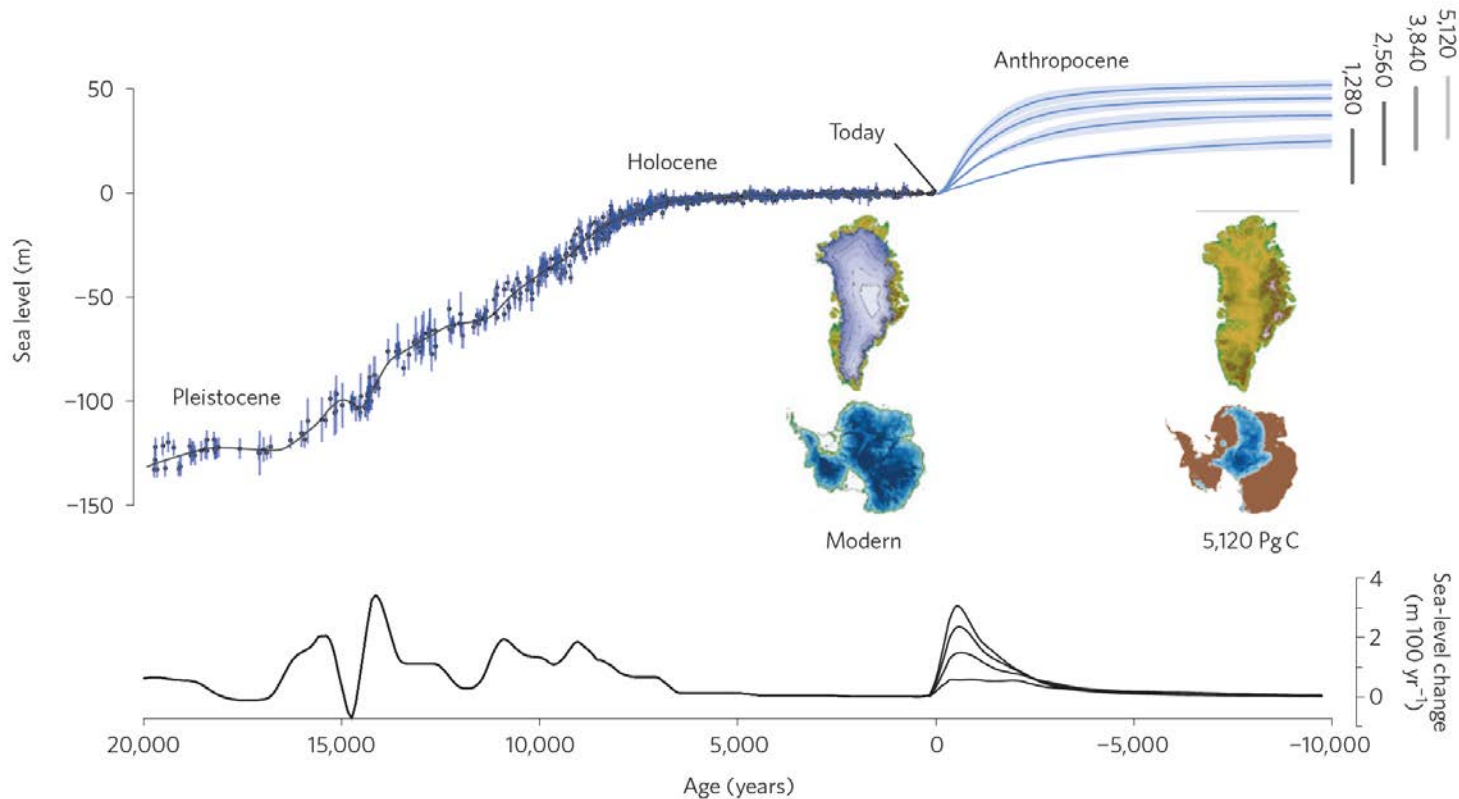 5,120
3,840
2,560
1,280
Anthropocene
50
Today
Holocene
0
Sea level (m)
−50
Pleistocene
−100
−150
Modern
5,120 Pg C
4
2
0
Sea-level change
(m 100 yr⁻¹)
20,000
15,000
10,000
5,000
0
−5,000
−10,000
Age (years)